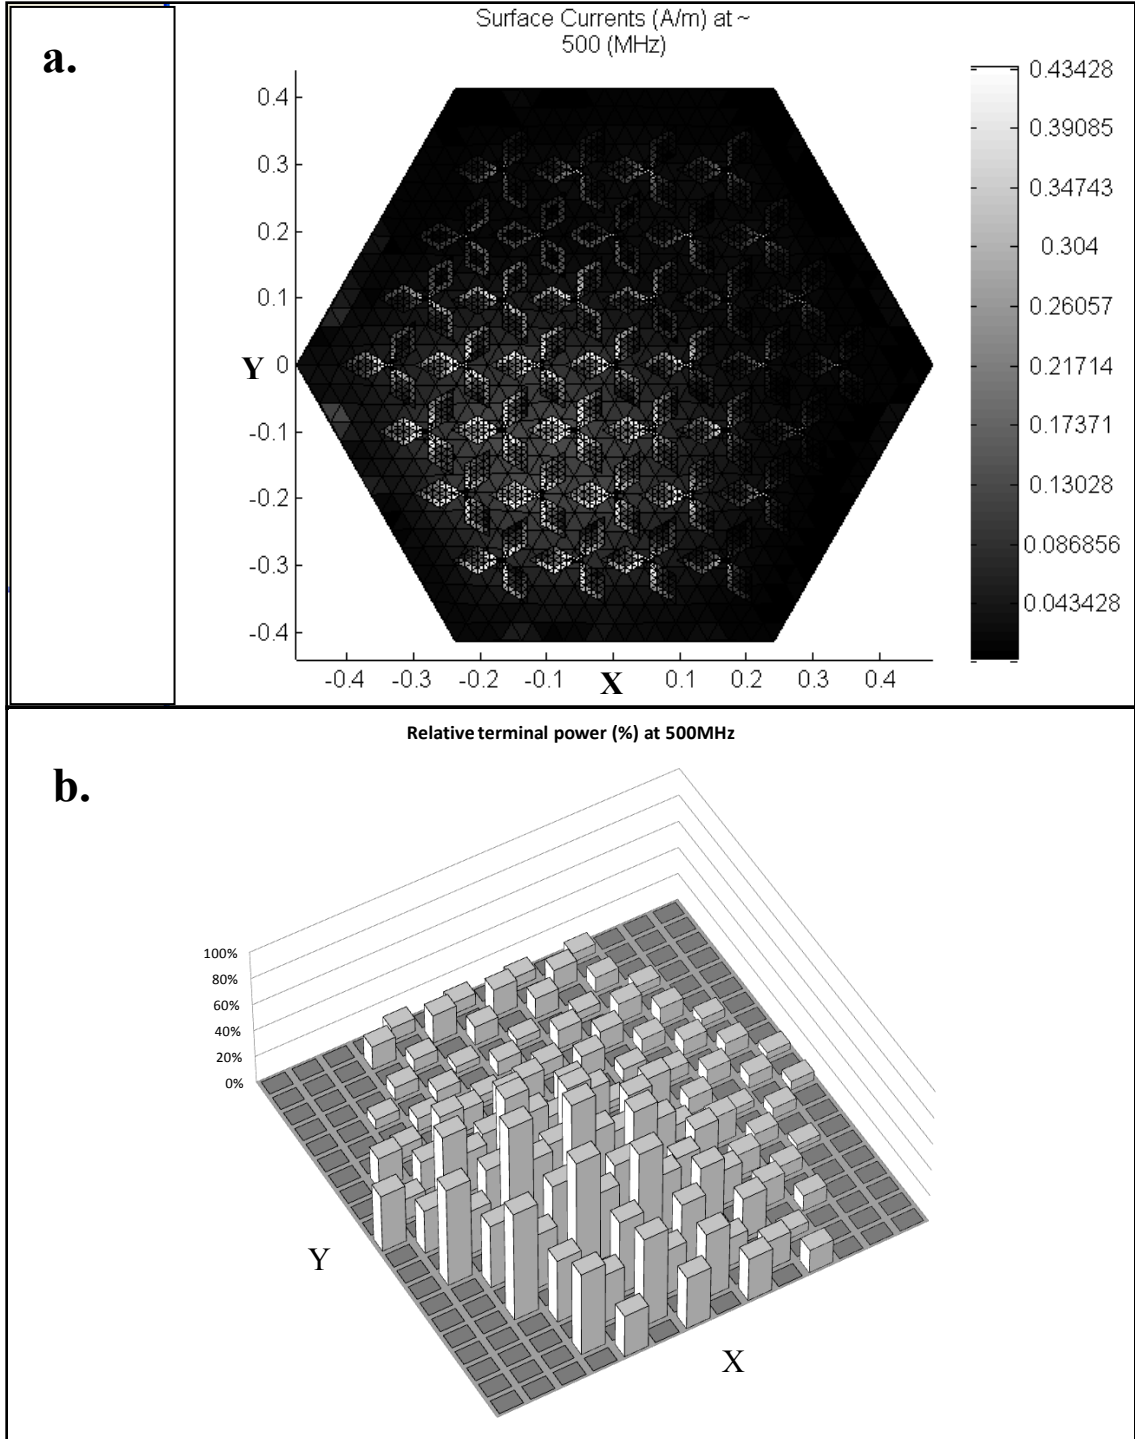 a.
Surface Currents (A/m) at ~
500 (MHz)
0.4
0.3
0.2
0.1
Y 0
-0.1
-0.2
-0.3
-0.4
-0.4 -0.3 -0.2 -0.1 X 0.1 0.2 0.3 0.4
0.43428
0.39085
0.34743
0.304
0.26057
0.21714
0.17371
0.13028
0.086856
0.043428
Relative terminal power (%) at 500MHz
b.
100%
80%
60%
40%
20%
0%
Y
X